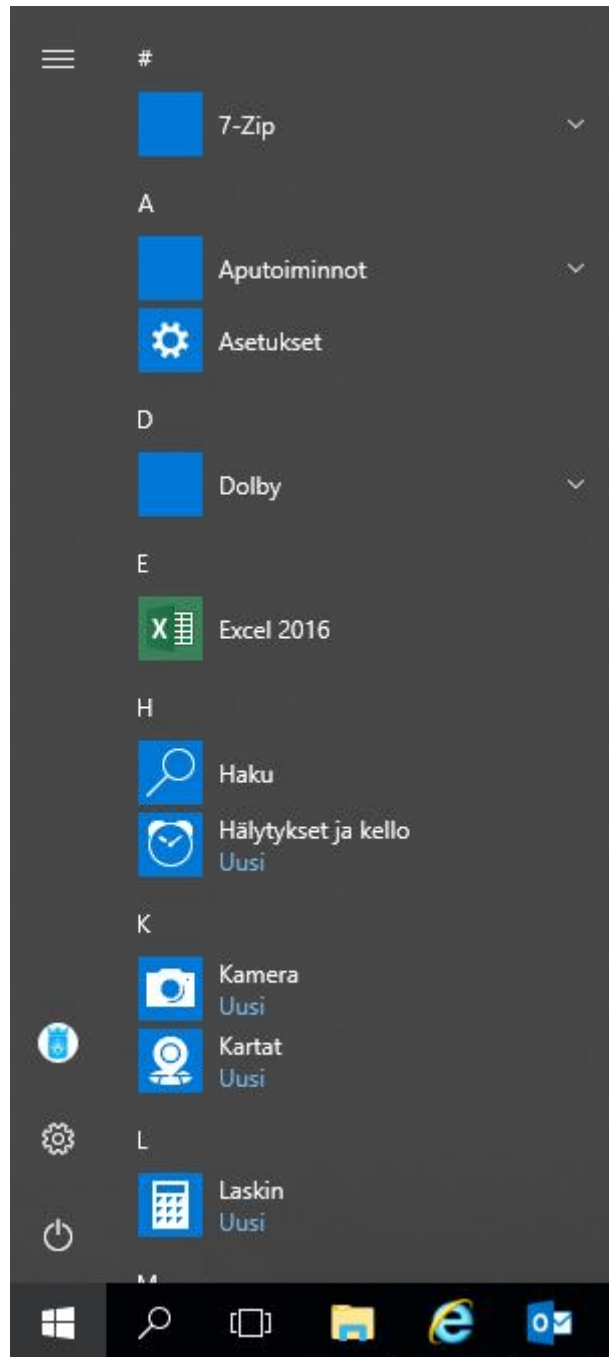 #
7-Zip
A
Aputoiminnot
Asetukset
D
Dolby
E
Excel 2016
H
Haku
Hälytykset ja kello
Uusi
K
Kamera
Uusi
Kartat
Uusi
L
Laskin
Uusi
M